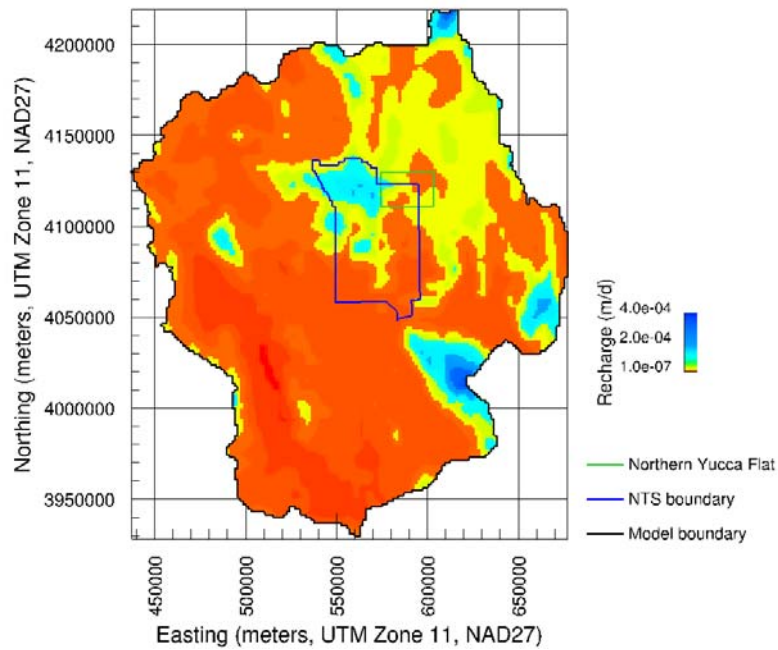 4200000
4150000
4100000
4050000
4000000
3950000
Northing (meters, UTM Zone 11, NAD27)
450000
500000
550000
600000
650000
Easting (meters, UTM Zone 11, NAD27)
Recharge (m/d)
4.0e-04
2.0e-04
1.0e-07
Northern Yucca Flat
NTS boundary
Model boundary